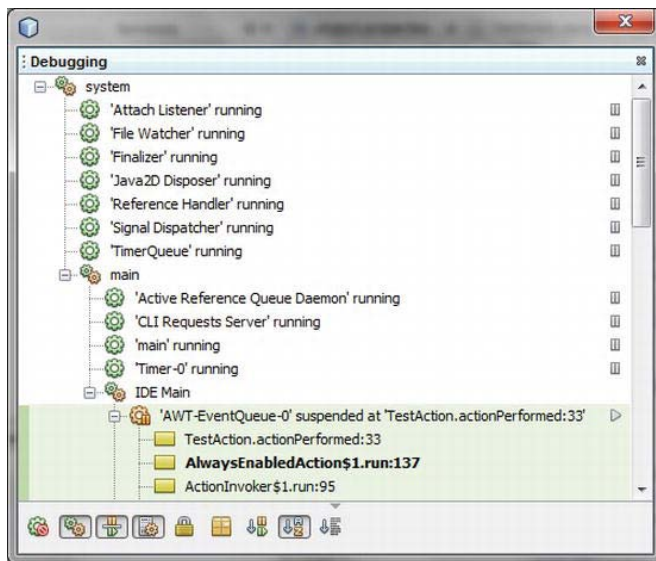 Debugging
system
'Attach Listener' running
'File Watcher' running
'Finalizer' running
'Java2D Disposer' running
'Reference Handler' running
'Signal Dispatcher' running
'TimerQueue' running
main
'Active Reference Queue Daemon' running
'CLI Requests Server' running
'main' running
'Timer-0' running
IDE Main
'AWT-EventQueue-0' suspended at 'TestAction.actionPerformed:33'
TestAction.actionPerformed:33
AlwaysEnabledAction$1.run:137
ActionInvoker$1.run:95